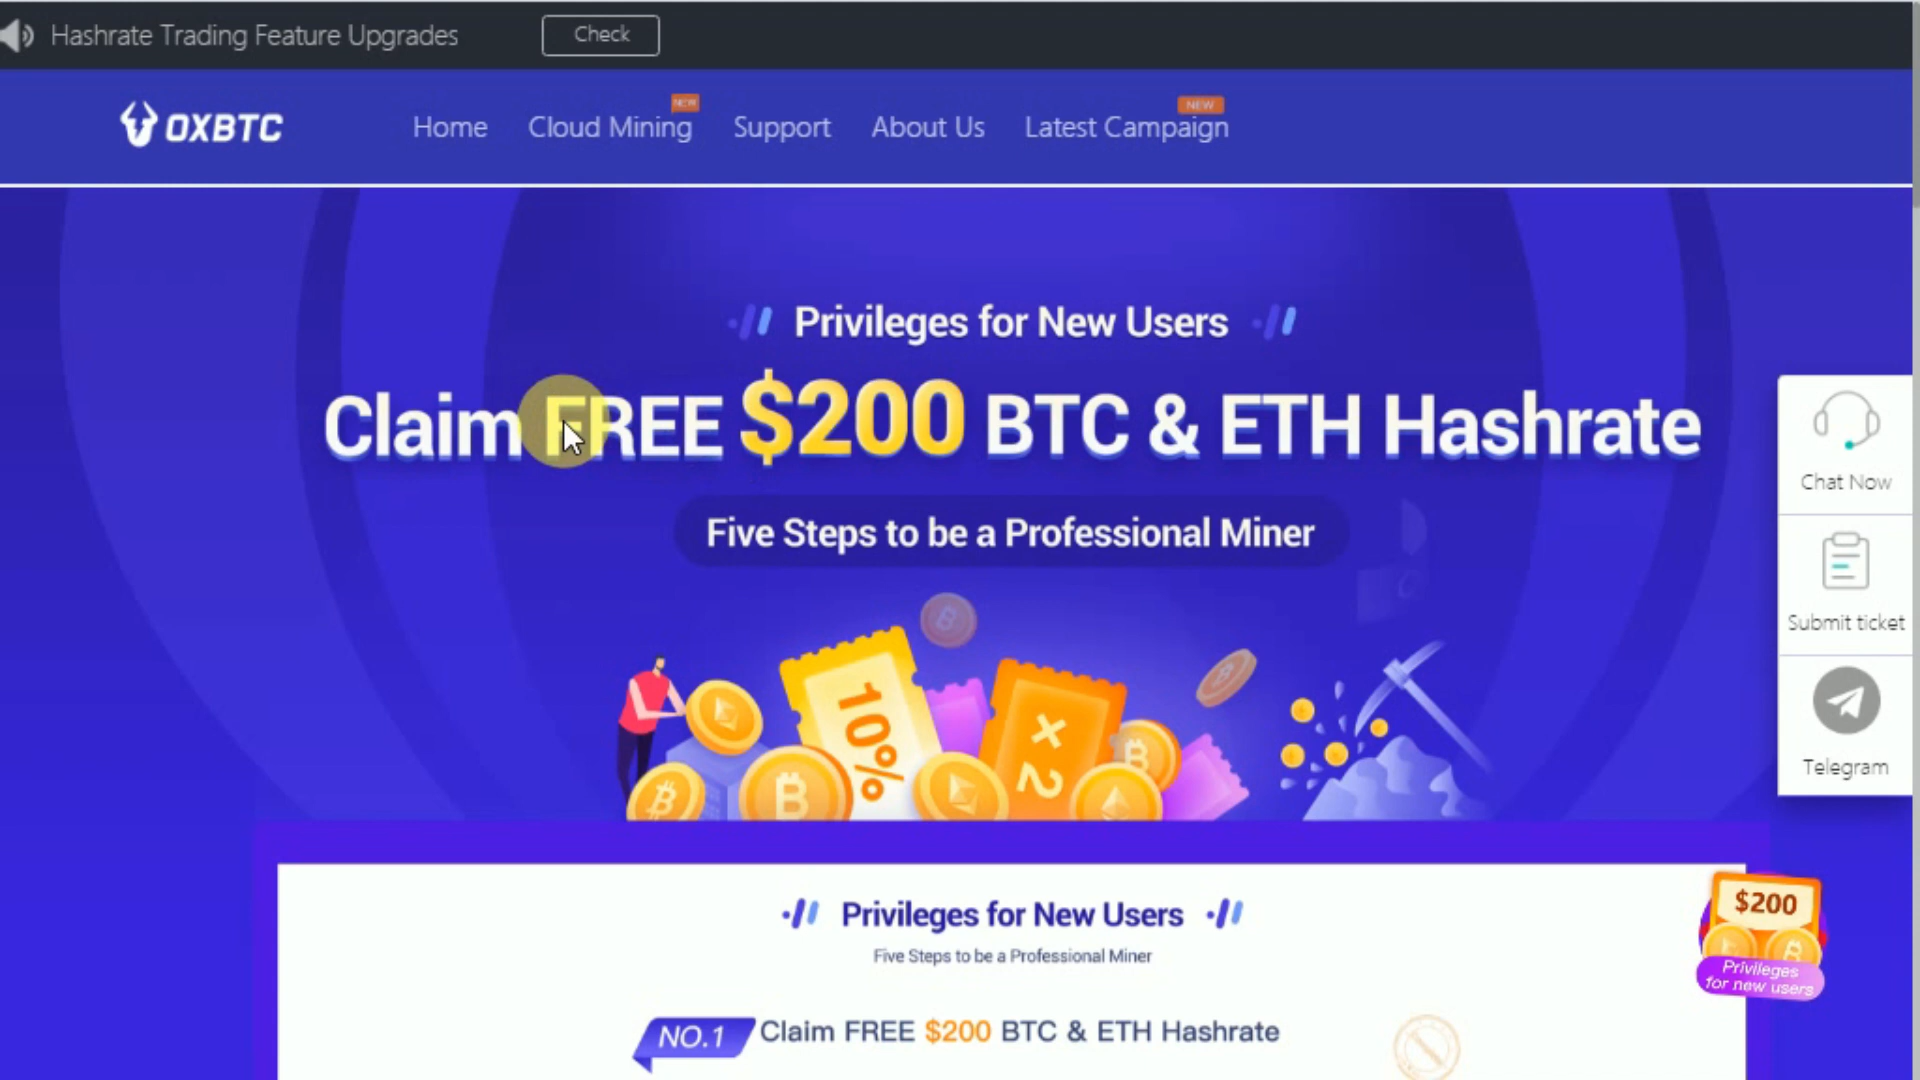 Hashrate Trading Feature Upgrades
Check
OXBTC
Home
Cloud Mining
NEW
Support
About Us
Latest Campaign
NEW
Privileges for New Users
Claim FREE $200 BTC & ETH Hashrate
Five Steps to be a Professional Miner
10%
×2
Chat Now
Submit ticket
Telegram
Privileges for New Users
Five Steps to be a Professional Miner
NO.1
Claim FREE $200 BTC & ETH Hashrate
$200
Privileges
for new users